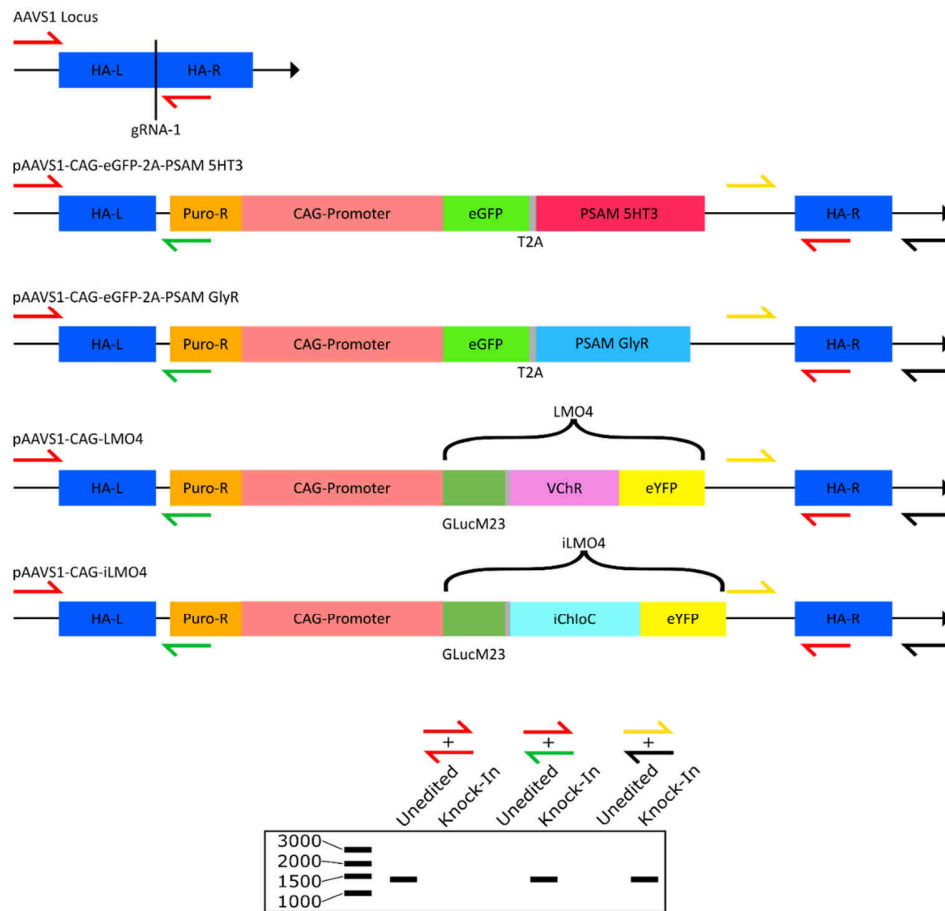 AAVS1 Locus
HA-L HA-R
gRNA-1
pAAVS1-CAG-eGFP-2A-PSAM 5HT3
HA-L Puro-R CAG-Promoter eGFP PSAM 5HT3 HA-R
T2A
pAAVS1-CAG-eGFP-2A-PSAM GlyR
HA-L Puro-R CAG-Promoter eGFP PSAM GlyR HA-R
T2A
LMO4
pAAVS1-CAG-LMO4
HA-L Puro-R CAG-Promoter VChR eYFP HA-R
GLucM23
iLMO4
pAAVS1-CAG-iLMO4
HA-L Puro-R CAG-Promoter iChloC eYFP HA-R
GLucM23
+ + +
Unedited Knock-In Unedited Knock-In Unedited Knock-In
3000
2000
1500
1000